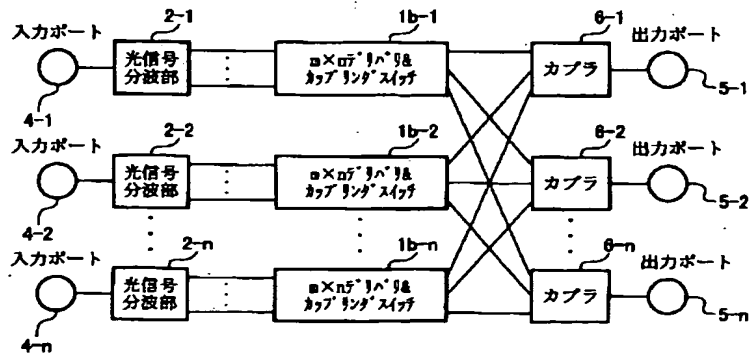 2-1 1b-1 6-1
入力ポート 出力ポート
光信号
分波部
m×nデリバリ&
カップリングスイッチ
カプラ
4-1 5-1
2-2 1b-2 6-2
入力ポート 出力ポート
光信号
分波部
m×nデリバリ&
カップリングスイッチ
カプラ
4-2 5-2
2-n 1b-n 6-n
入力ポート 出力ポート
光信号
分波部
m×nデリバリ&
カップリングスイッチ
カプラ
4-n 5-n